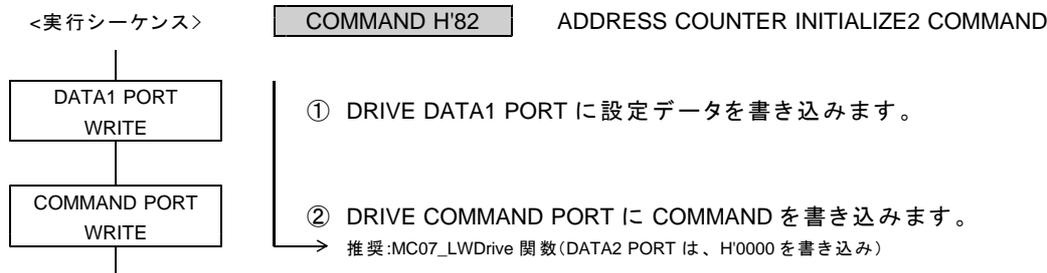 <実行シーケンス> COMMAND H'82 ADDRESS COUNTER INITIALIZE2 COMMAND
DATA1 PORT
WRITE
① DRIVE DATA1 PORT に設定データを書き込みます。
COMMAND PORT
WRITE
② DRIVE COMMAND PORT に COMMAND を書き込みます。
推奨:MC07_LWDrive 関数(DATA2 PORT は、H'0000 を書き込み)